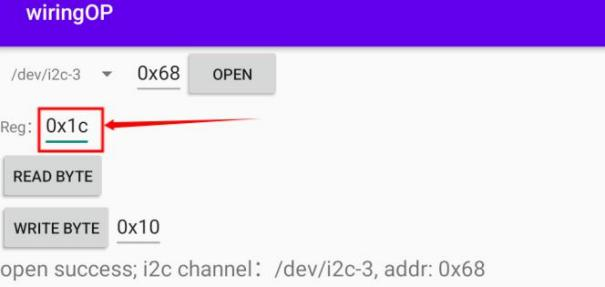 wiringOP
/dev/i2c-3 0x68 OPEN
Reg: 0x1c
READ BYTE
WRITE BYTE 0x10
open success; i2c channel：/dev/i2c-3, addr: 0x68